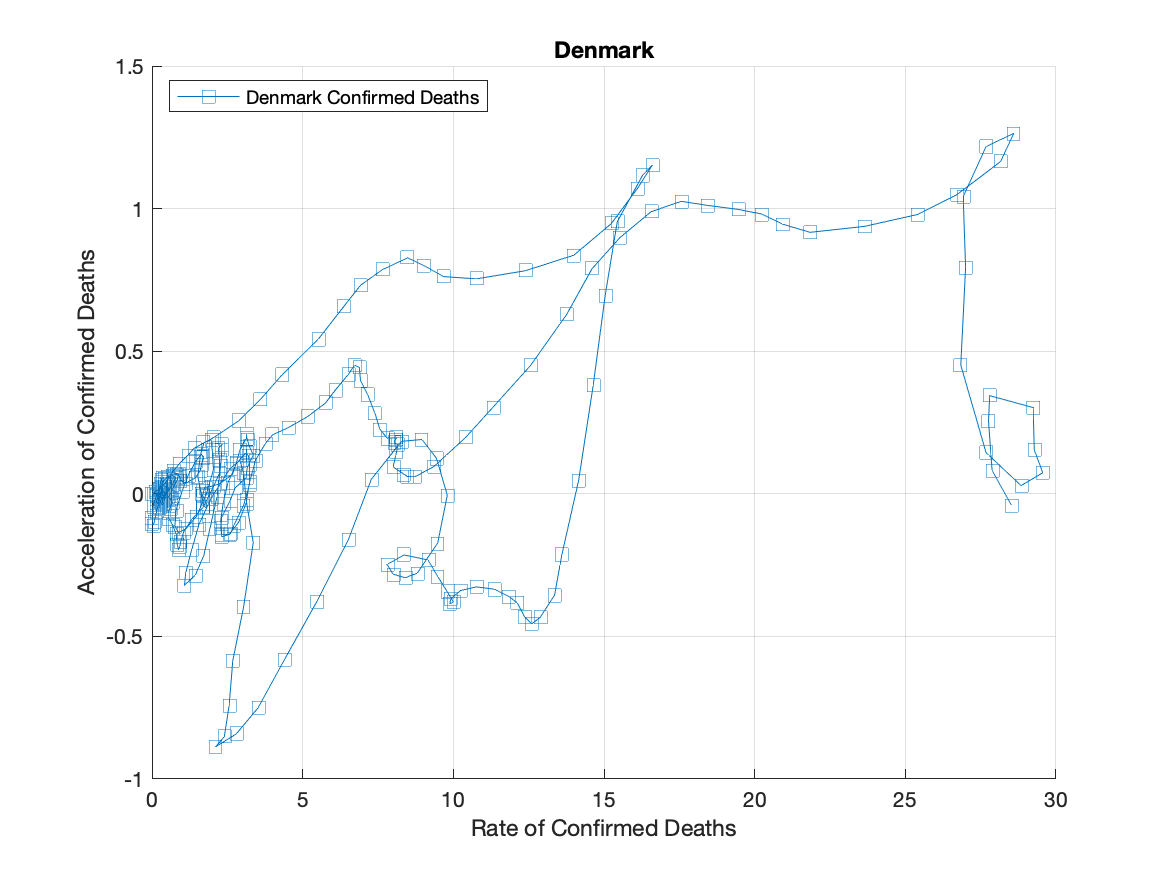 Denmark
1.5
Denmark Confirmed Deaths
1
0.5
0
-0.5
-1
Acceleration of Confirmed Deaths
0 5 10 15 20 25 30
Rate of Confirmed Deaths